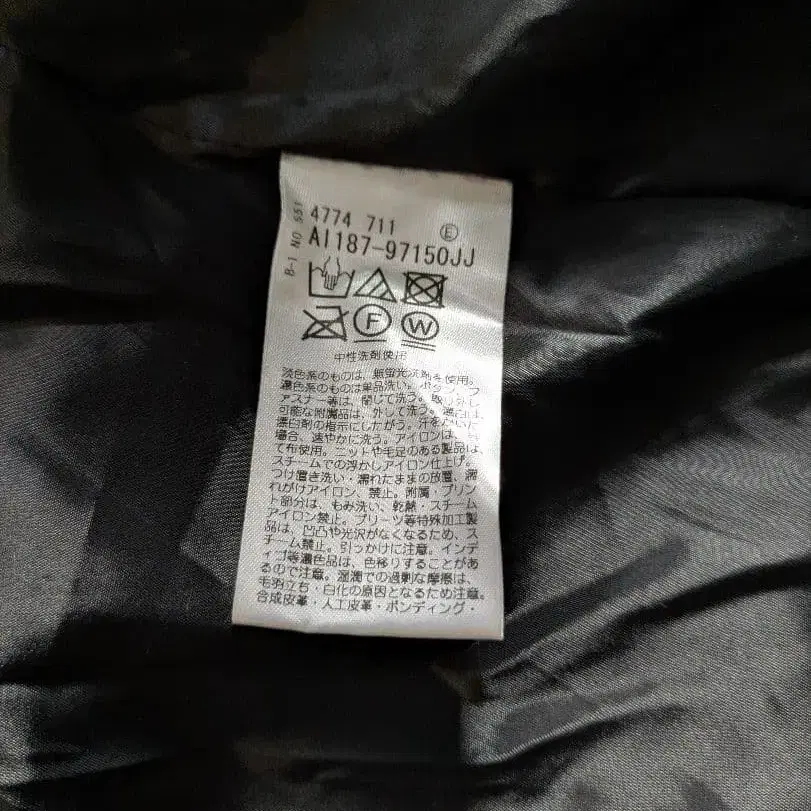 B-1 NO 551
4774 711 E
AI187-97150JJ
F W
中性洗剤使用
淡色系のものは、無蛍光洗剤を使用。
濃色系のものは単品洗い。ボタン、フ
ァスナー等は、閉じて洗う。取り外し
可能な附属品は、外して洗う。漂白は、
漂白剤の指示にしたがう。汗をかいた
場合、速やかに洗う。アイロンは、
て布使用。ニットや毛足のある製品は、
スチームでの浮かしアイロン仕上げ。
つけ置き洗い・濡れたままの放置、濡
れがけアイロン、禁止。附属・プリン
ト部分は、もみ洗い、乾熱・スチーム
アイロン禁止。プリーツ等特殊加工製
品は、凹凸や光沢がなくなるため、ス
チーム禁止。引っかけに注意。インデ
ィゴ等濃色品は、色移りすることがあ
るので注意。湿潤での過剰な摩擦は、
毛羽立ち・白化の原因となるため注意。
合成皮革・人工皮革・ボンディング・